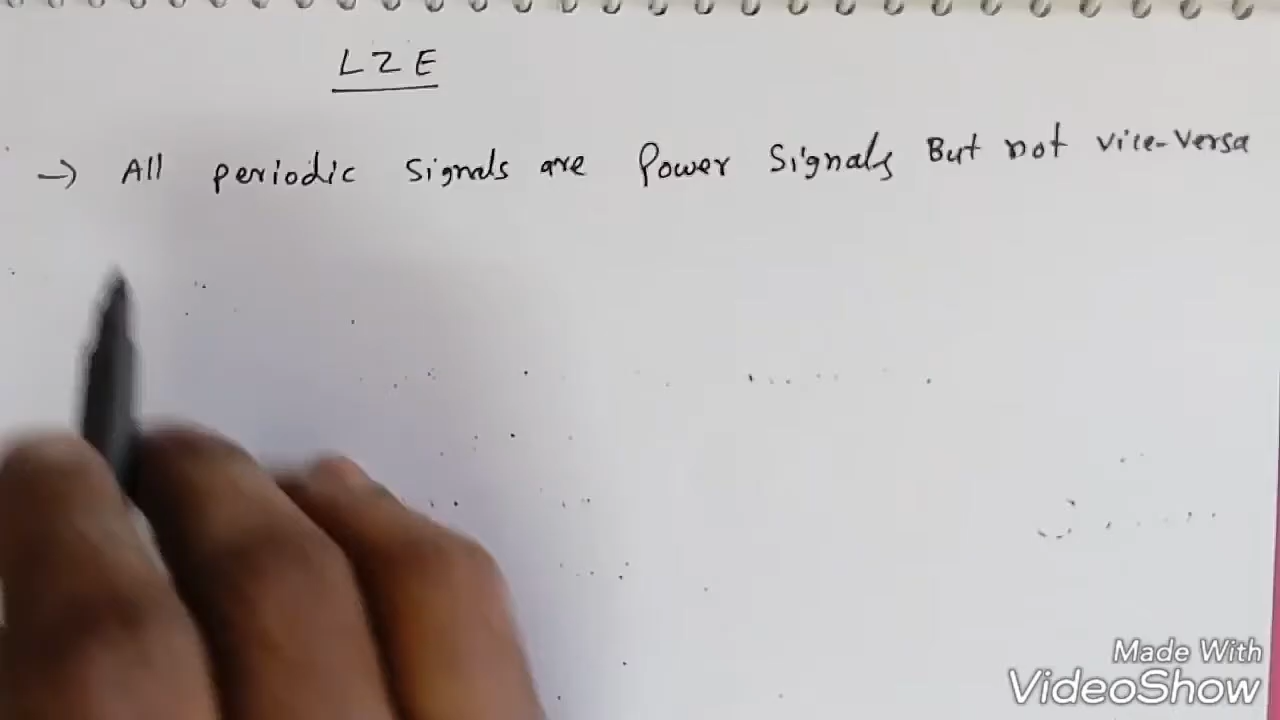 LZE
→ All periodic signals are Power Signals But not vice-versa
Made With
VideoShow